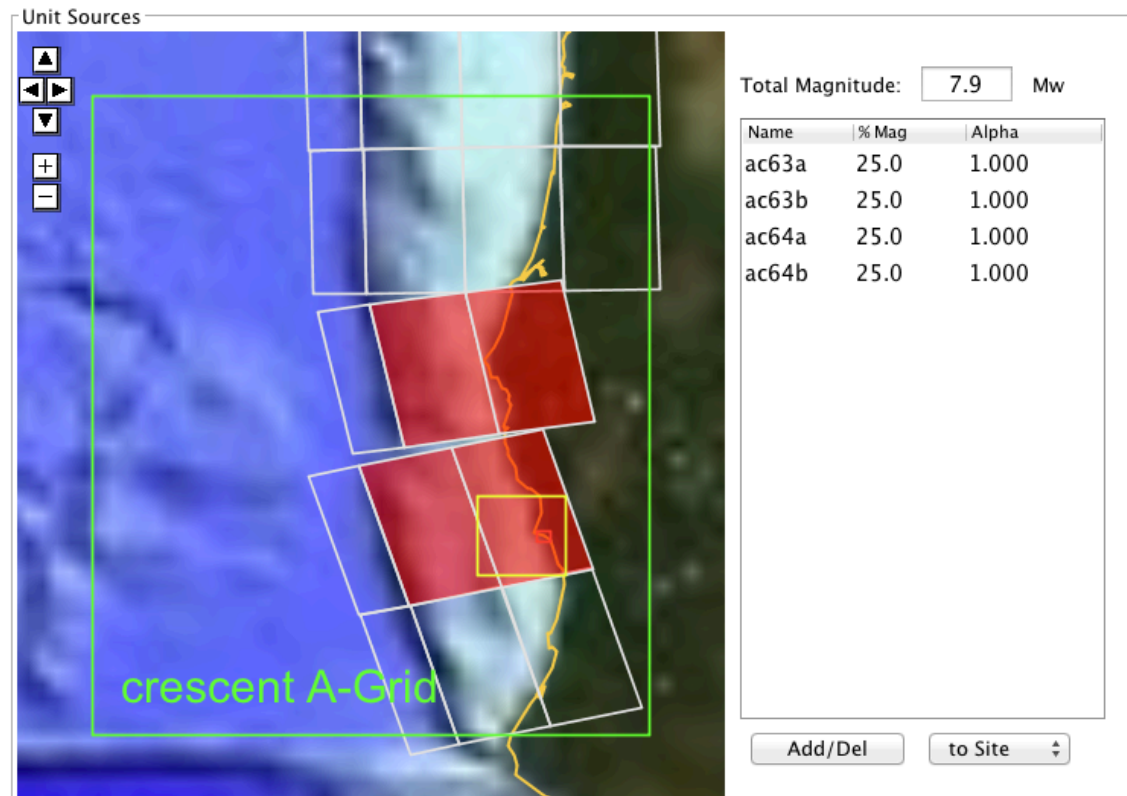 Unit Sources
Total Magnitude: 7.9 Mw
Name % Mag Alpha
ac63a 25.0 1.000
ac63b 25.0 1.000
ac64a 25.0 1.000
ac64b 25.0 1.000
crescent A-Grid
Add/Del to Site